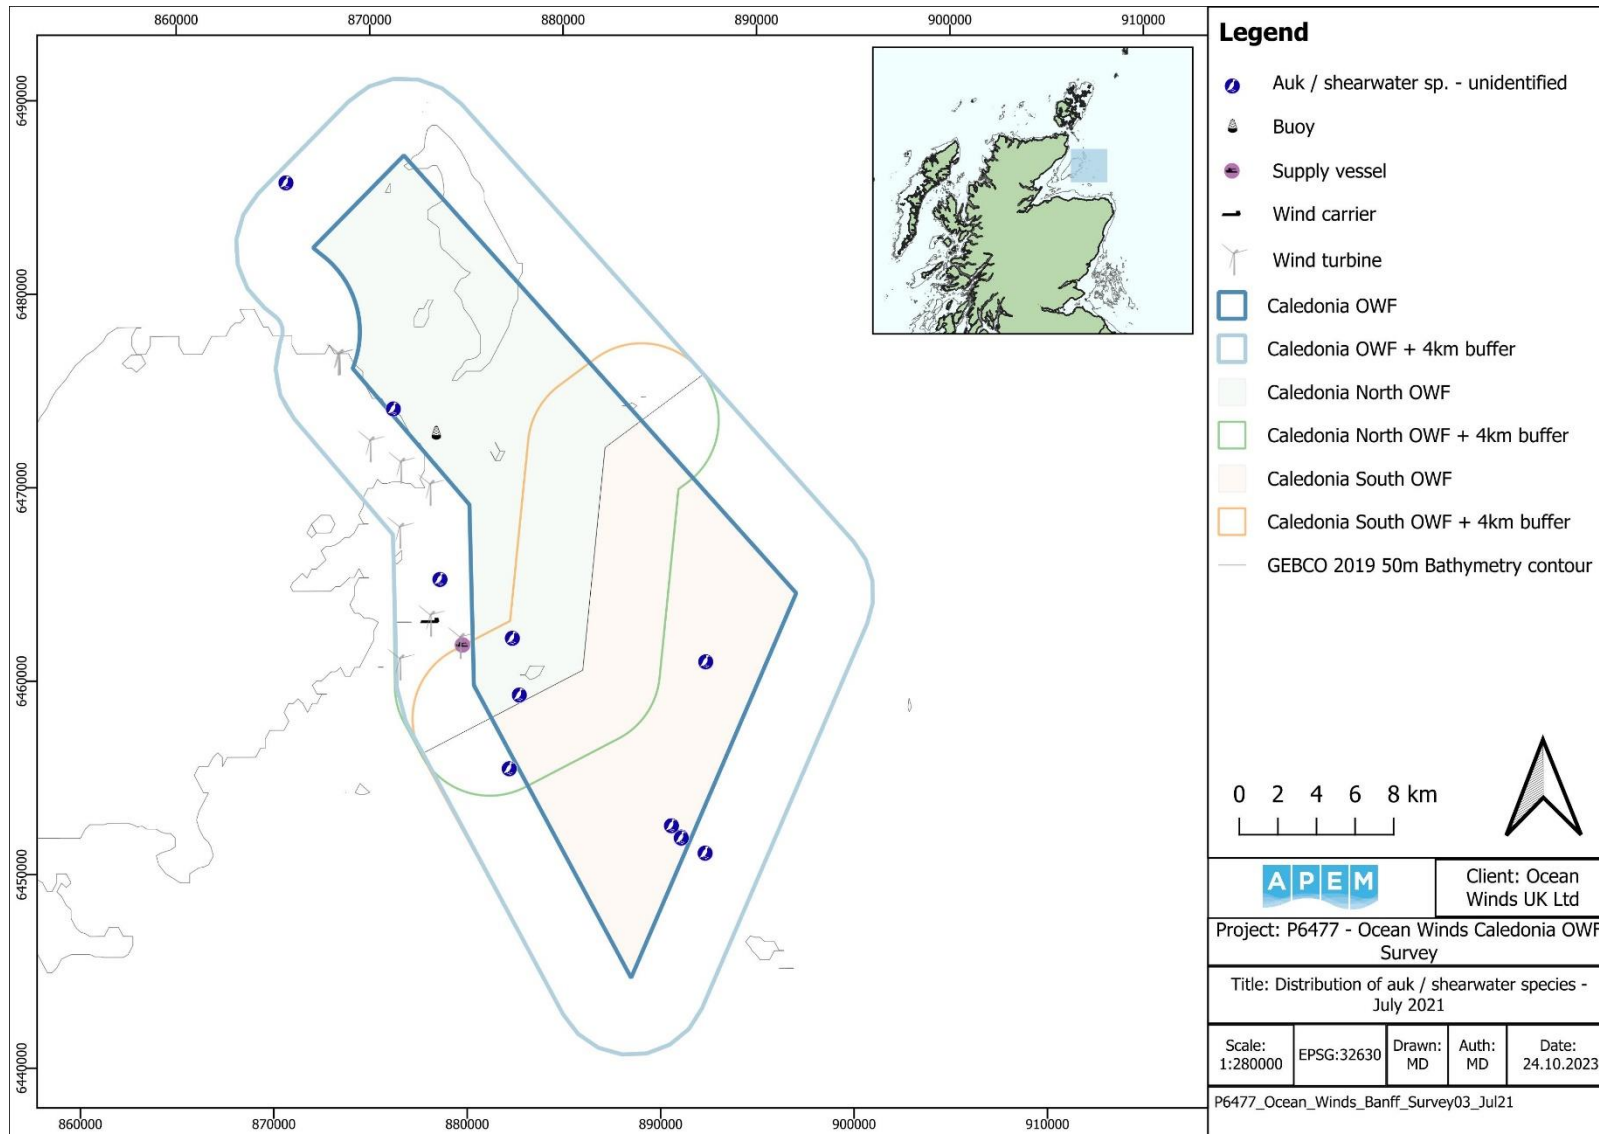 860000 870000 880000 890000 900000 910000
6490000
6480000
6470000
6460000
6450000
6440000
860000 870000 880000 890000 900000 910000
Legend
Auk / shearwater sp. - unidentified
Buoy
Supply vessel
Wind carrier
Wind turbine
Caledonia OWF
Caledonia OWF + 4km buffer
Caledonia North OWF
Caledonia North OWF + 4km buffer
Caledonia South OWF
Caledonia South OWF + 4km buffer
GEBCO 2019 50m Bathymetry contour
0 2 4 6 8 km
APEM
Client: Ocean
Winds UK Ltd
Project: P6477 - Ocean Winds Caledonia OWF
Survey
Title: Distribution of auk / shearwater species -
July 2021
Scale:
1:280000
EPSG:32630
Drawn:
MD
Auth:
MD
Date:
24.10.2023
P6477_Ocean_Winds_Banff_Survey03_Jul21